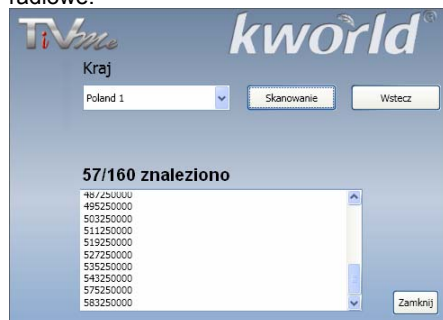 radiowe.
TiVme
kworld®
Kraj
Poland 1
Skanowanie
Wstecz
57/160 znaleziono
487250000
495250000
503250000
511250000
519250000
527250000
535250000
543250000
575250000
583250000
Zamknij